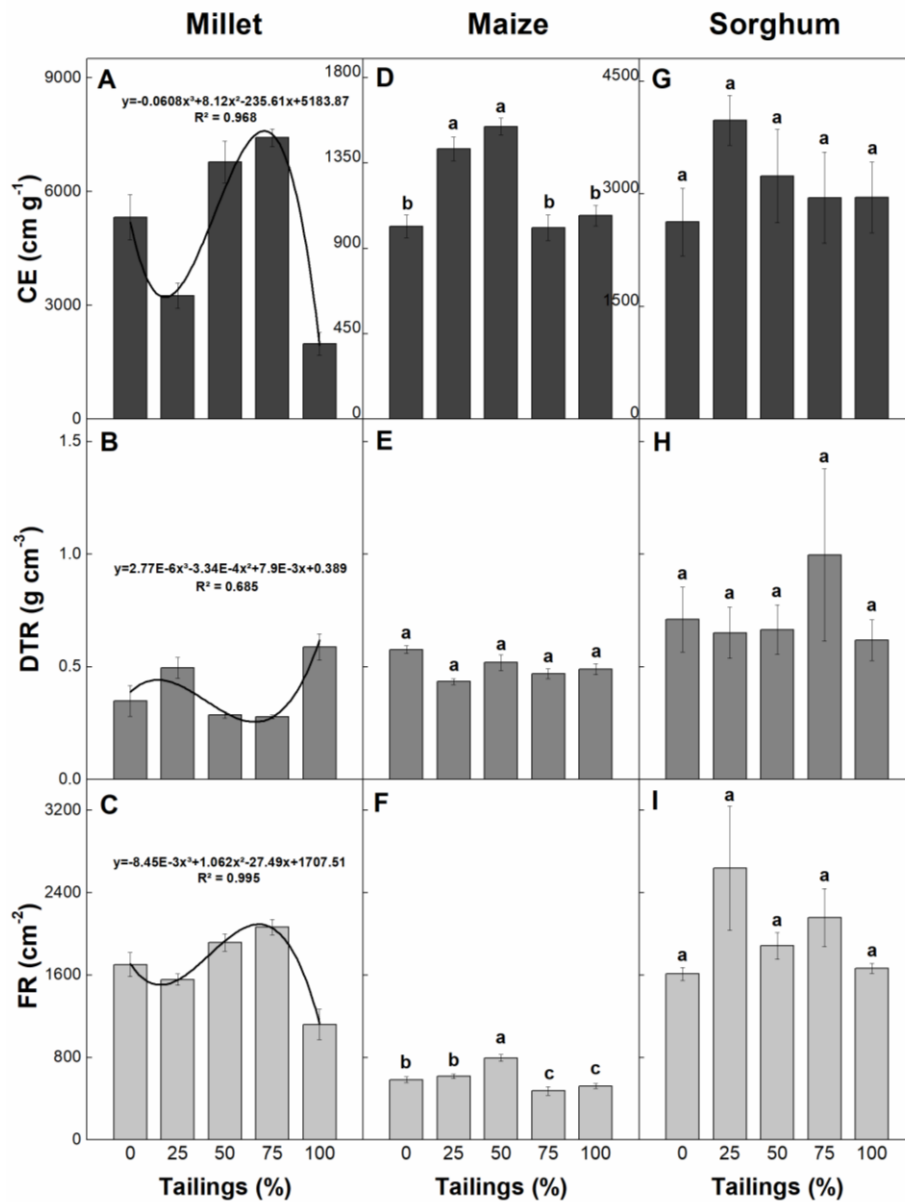 Millet
Maize
Sorghum
A
y=-0.0608x³+8.12x²-235.61x+5183.87
R² = 0.968
CE (cm g⁻¹)
9000
6000
3000
0
D
1800
1350
900
450
0
b
a
a
b
b
G
4500
3000
1500
0
a
a
a
a
a
B
y=2.77E-6x³-3.34E-4x²+7.9E-3x+0.389
R² = 0.685
DTR (g cm⁻³)
1.5
1.0
0.5
0.0
E
a
a
a
a
a
H
a
a
a
a
a
C
y=-8.45E-3x³+1.062x²-27.49x+1707.51
R² = 0.995
FR (cm⁻²)
3200
2400
1600
800
0
F
b
b
a
c
c
I
a
a
a
a
a
0 25 50 75 100
0 25 50 75 100
0 25 50 75 100
Tailings (%)
Tailings (%)
Tailings (%)